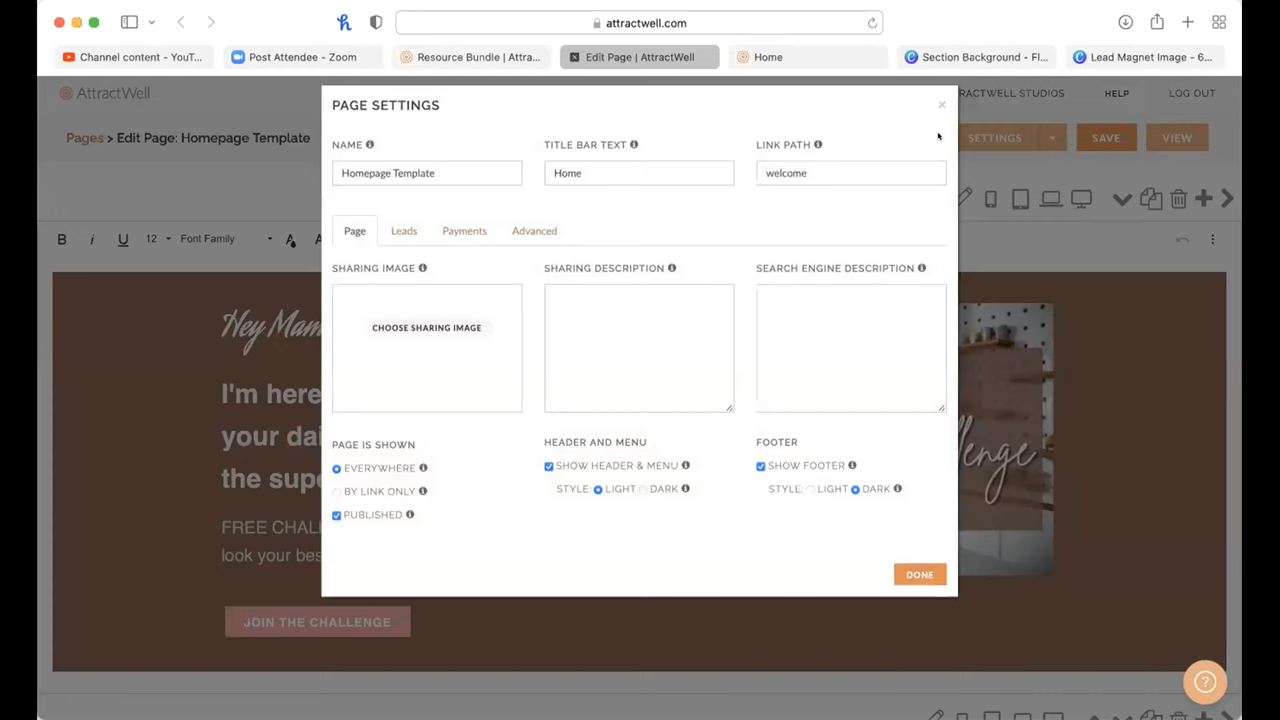 attractwell.com
Channel content - YouT...
Post Attendee - Zoom
Resource Bundle | Attra...
Edit Page | AttractWell
Home
Section Background - Fl...
Lead Magnet Image - 6...
AttractWell
RACTWELL STUDIOS
HELP
LOG OUT
Pages > Edit Page: Homepage Template
SETTINGS
SAVE
VIEW
PAGE SETTINGS
NAME
TITLE BAR TEXT
LINK PATH
Homepage Template
Home
welcome
Page
Leads
Payments
Advanced
B i U 12 Font Family
SHARING IMAGE
SHARING DESCRIPTION
SEARCH ENGINE DESCRIPTION
CHOOSE SHARING IMAGE
Hey Mam
I'm here
your dai
the supe
FREE CHAL
look your bes
JOIN THE CHALLENGE
allenge
PAGE IS SHOWN
EVERYWHERE
BY LINK ONLY
PUBLISHED
HEADER AND MENU
SHOW HEADER & MENU
STYLE: LIGHT DARK
FOOTER
SHOW FOOTER
STYLE: LIGHT DARK
DONE